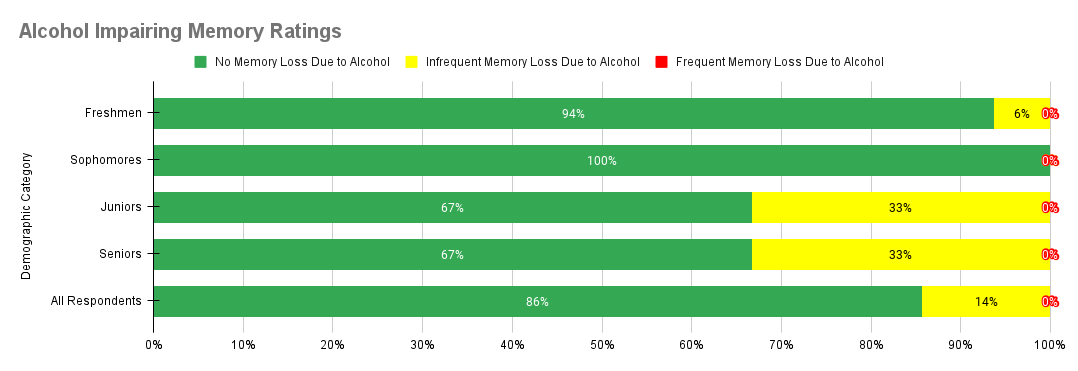 Alcohol Impairing Memory Ratings
No Memory Loss Due to Alcohol Infrequent Memory Loss Due to Alcohol Frequent Memory Loss Due to Alcohol
Demographic Category
Freshmen 94% 6% 0%
Sophomores 100% 0%
Juniors 67% 33% 0%
Seniors 67% 33% 0%
All Respondents 86% 14% 0%
0% 10% 20% 30% 40% 50% 60% 70% 80% 90% 100%